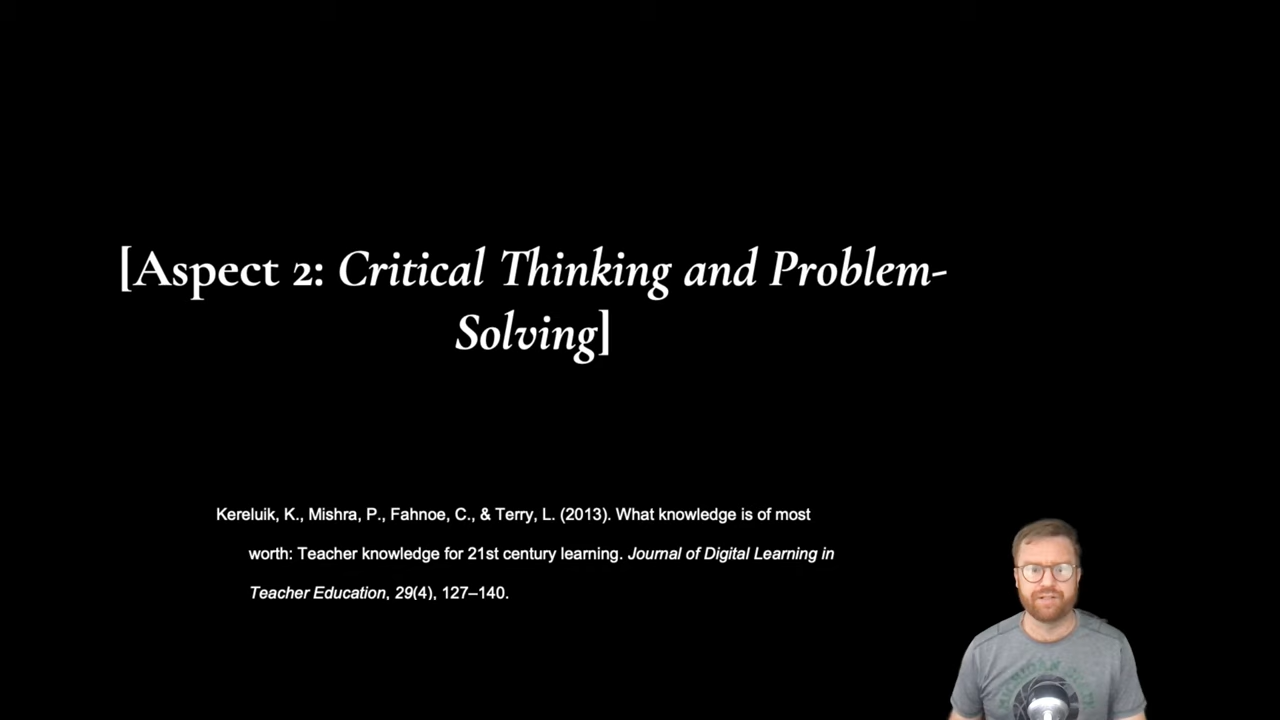 [Aspect 2: Critical Thinking and Problem-
Solving]
Kereluik, K., Mishra, P., Fahnoe, C., & Terry, L. (2013). What knowledge is of most
worth: Teacher knowledge for 21st century learning. Journal of Digital Learning in
Teacher Education, 29(4), 127–140.